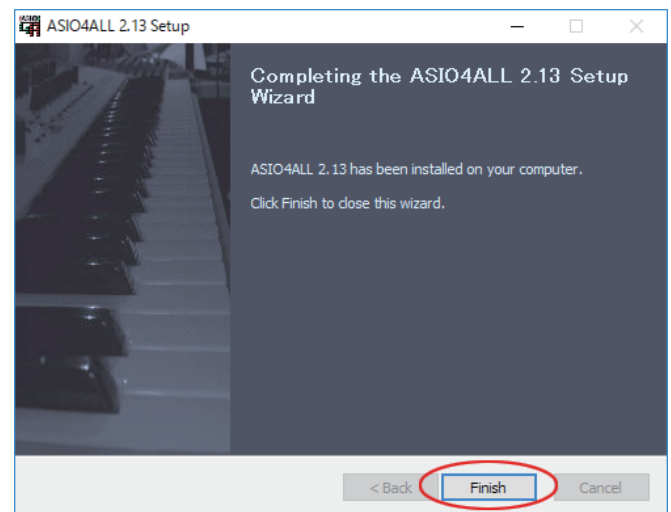 ASIO4ALL 2.13 Setup
Completing the ASIO4ALL 2.13 Setup
Wizard
ASIO4ALL 2.13 has been installed on your computer.
Click Finish to close this wizard.
< Back
Finish
Cancel